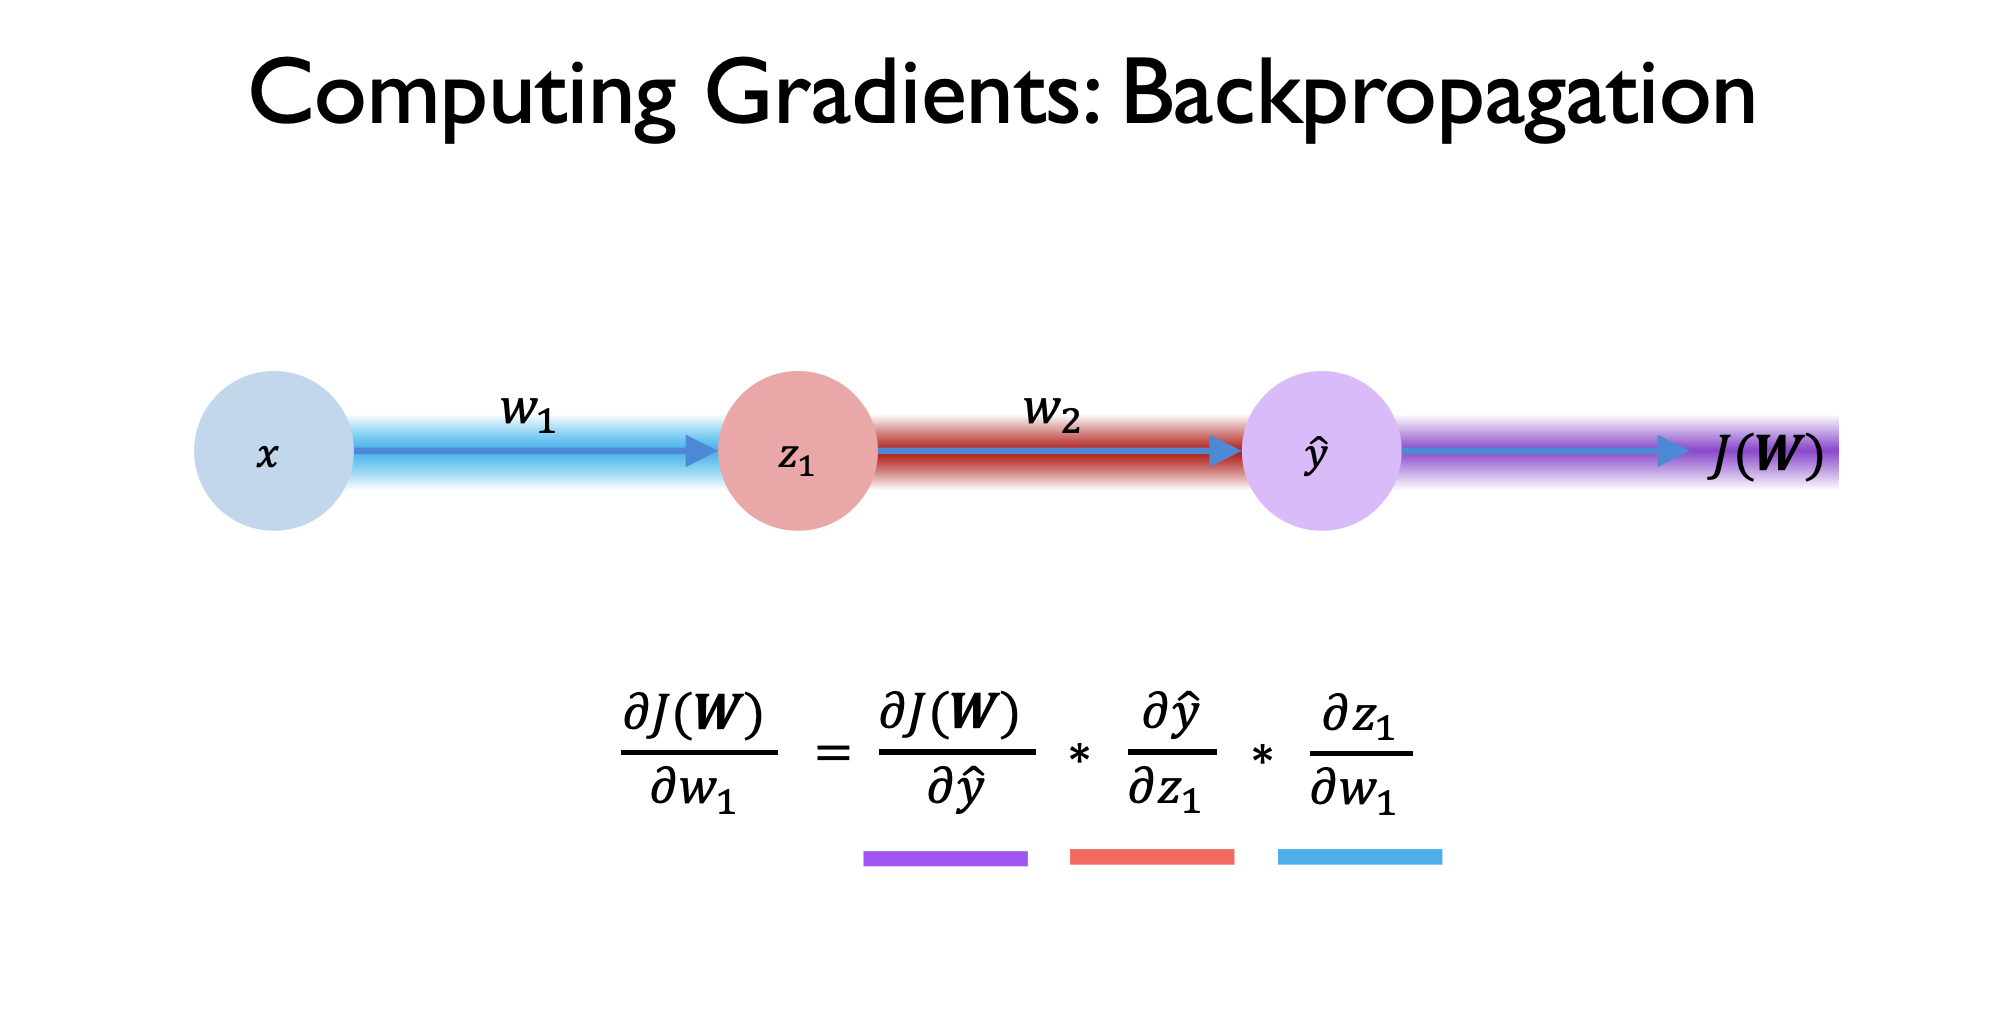 Computing Gradients: Backpropagation
x w₁ z₁ w₂ ŷ J(W)
∂J(W)/∂w₁ = ∂J(W)/∂ŷ * ∂ŷ/∂z₁ * ∂z₁/∂w₁